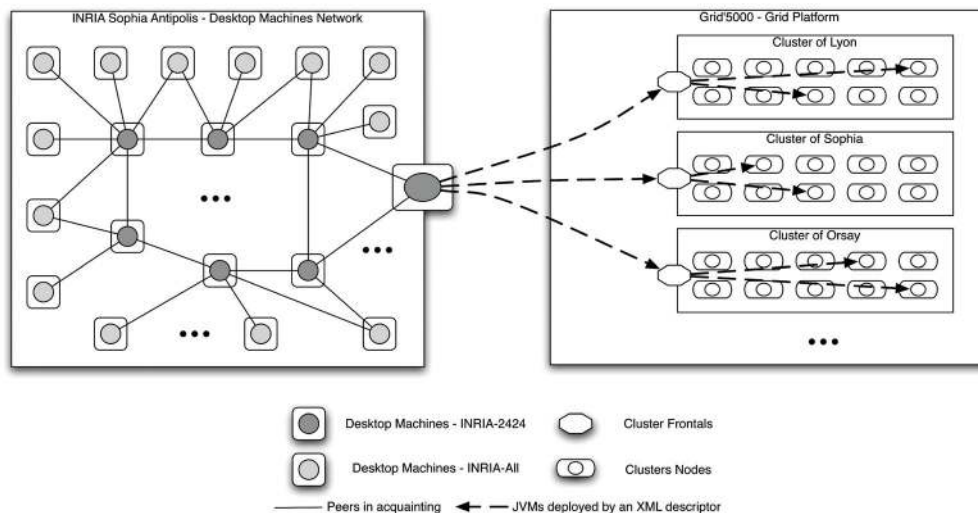 INRIA Sophia Antipolis - Desktop Machines Network
Grid'5000 - Grid Platform
Cluster of Lyon
Cluster of Sophia
Cluster of Orsay
Desktop Machines - INRIA-2424
Cluster Frontals
Desktop Machines - INRIA-All
Clusters Nodes
Peers in acquainting
JVMs deployed by an XML descriptor